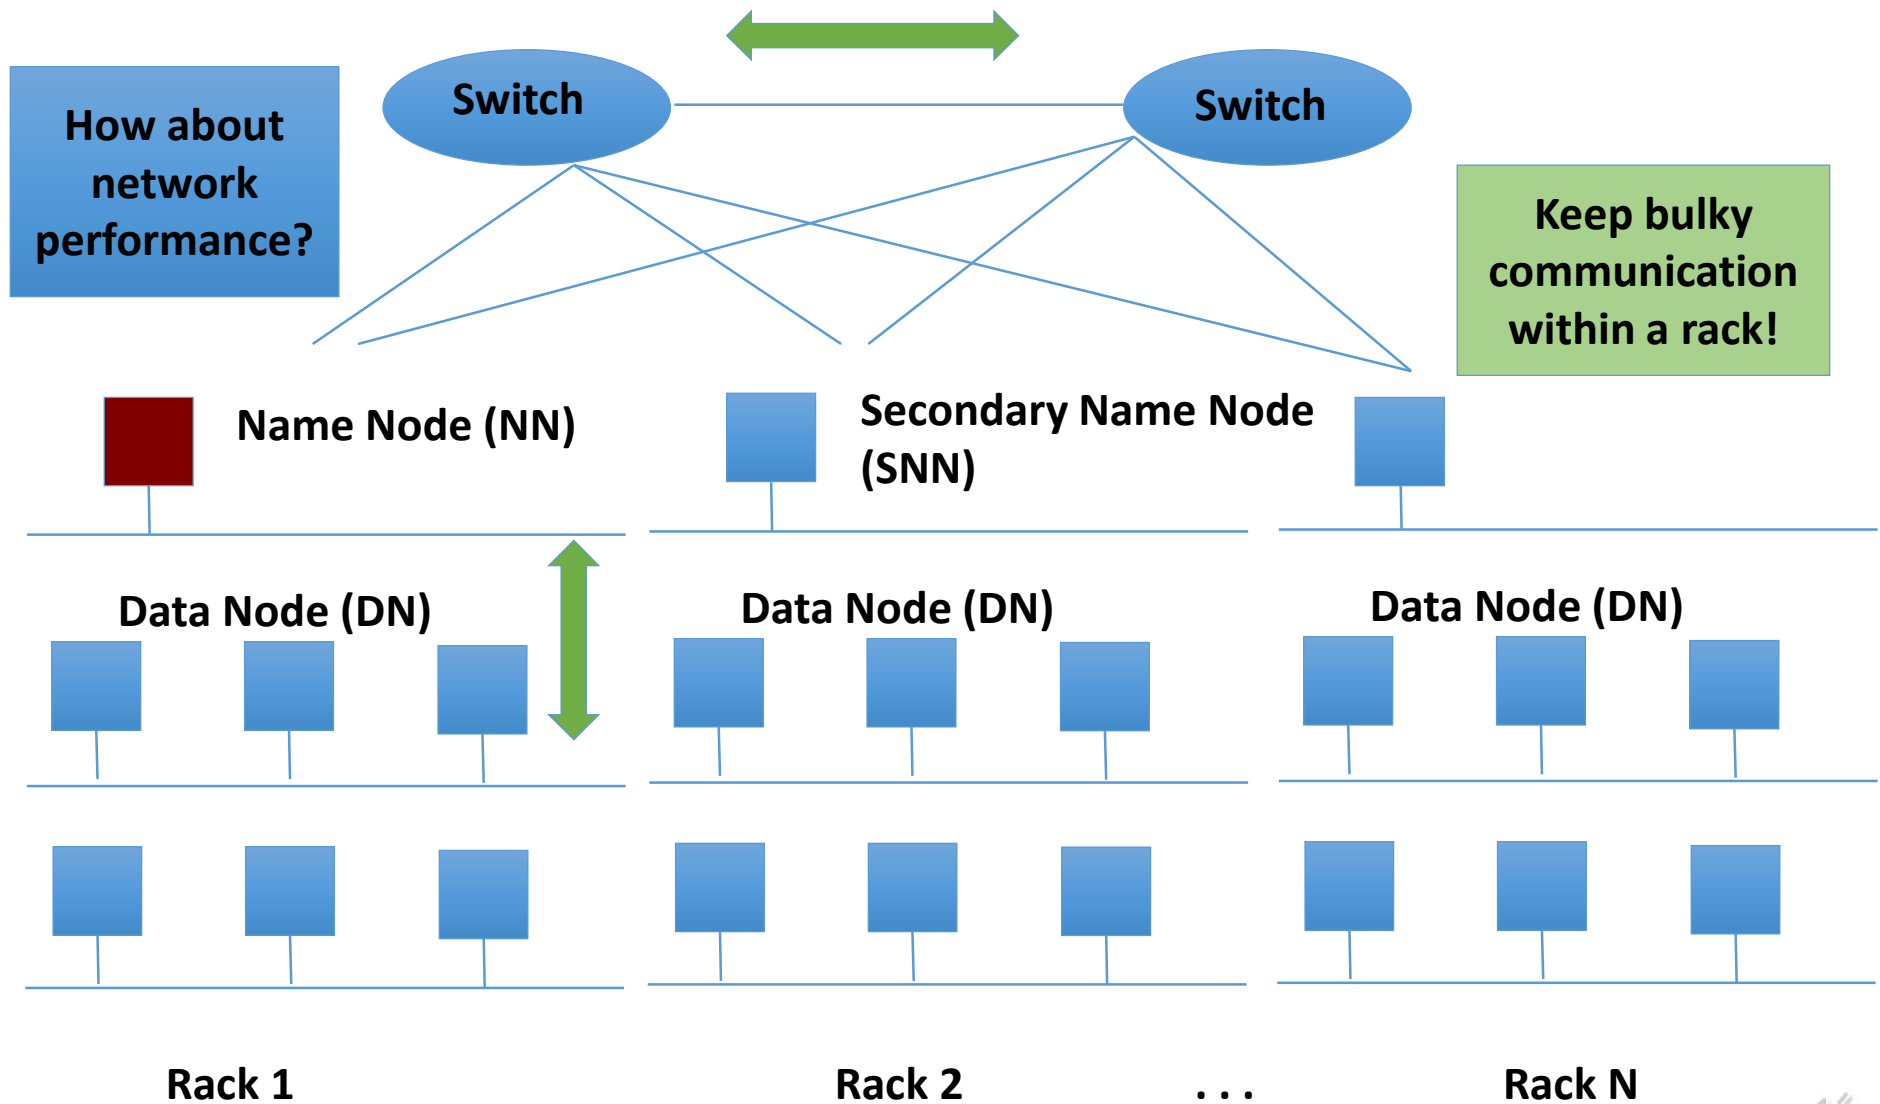 Switch
Switch
How about
network
performance?
Keep bulky
communication
within a rack!
Name Node (NN)
Secondary Name Node
(SNN)
Data Node (DN)
Data Node (DN)
Data Node (DN)
Rack 1
Rack 2
. . .
Rack N